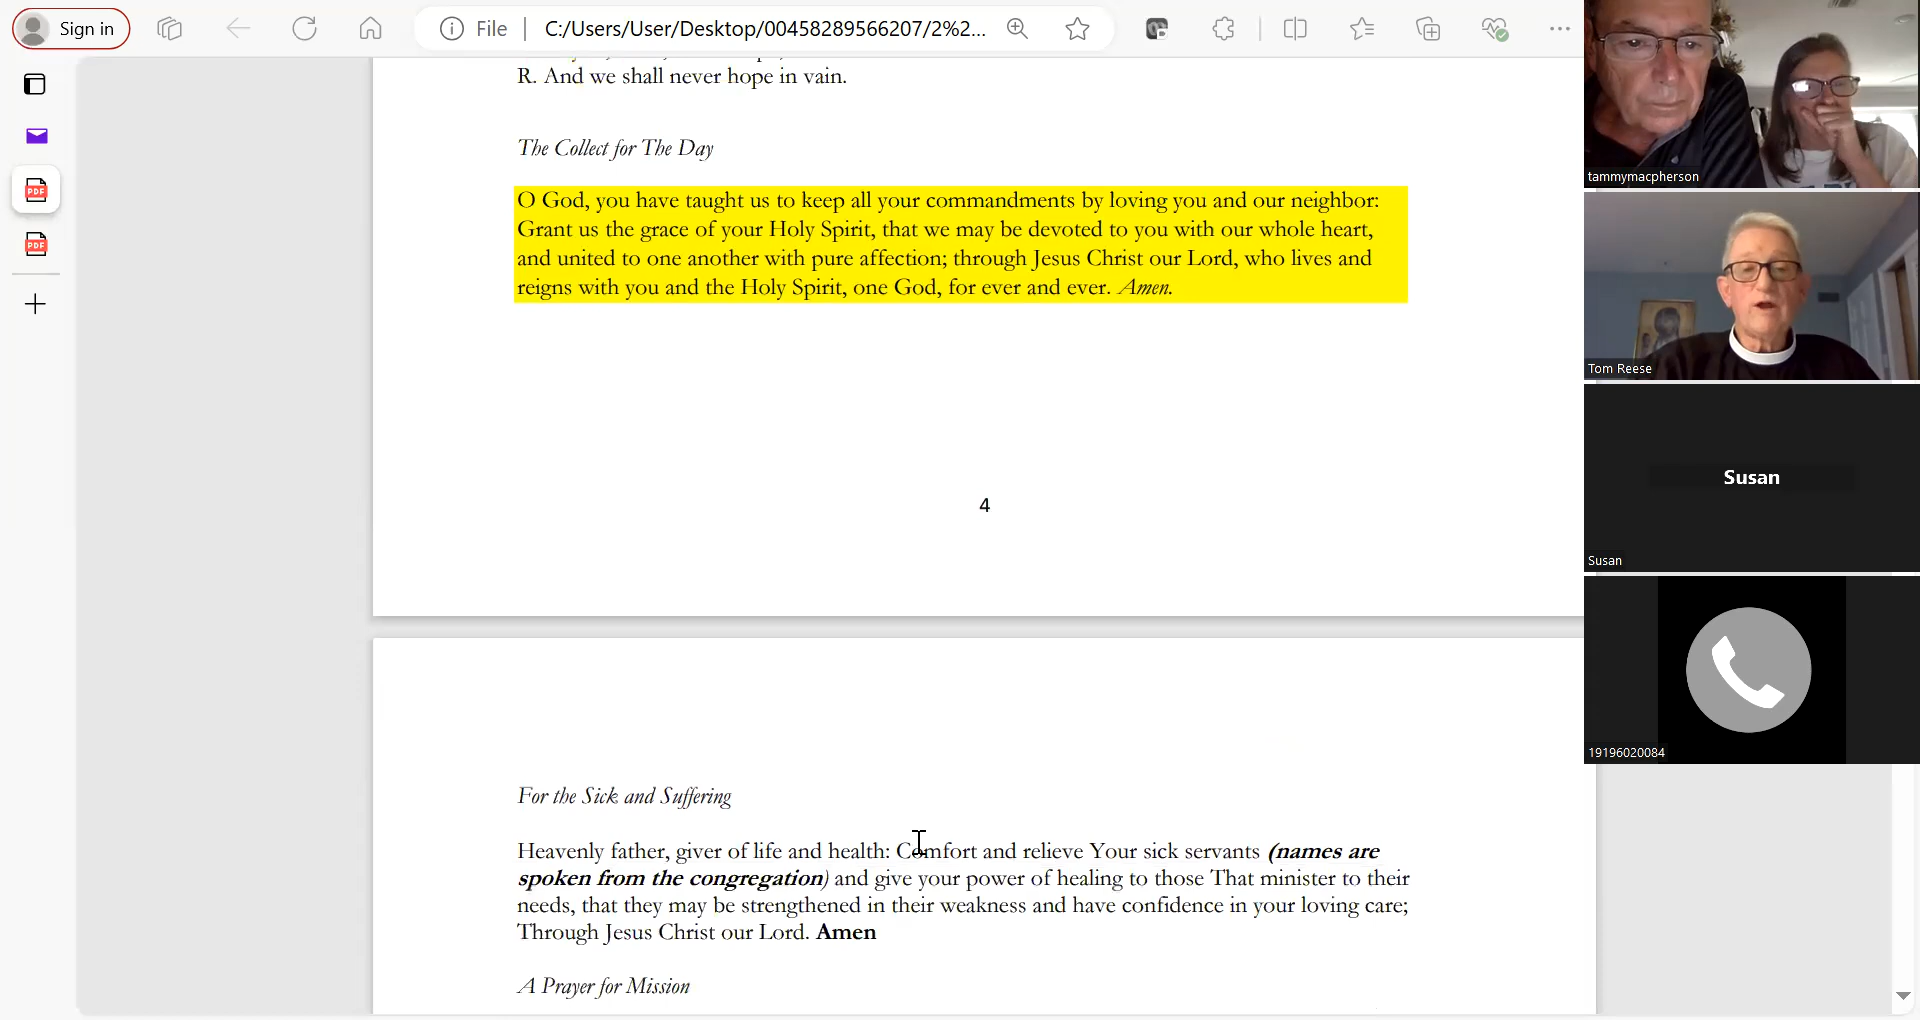 Sign in
File
C:/Users/User/Desktop/00458289566207/2%2...
R. And we shall never hope in vain.
The Collect for The Day
O God, you have taught us to keep all your commandments by loving you and our neighbor:
Grant us the grace of your Holy Spirit, that we may be devoted to you with our whole heart,
and united to one another with pure affection; through Jesus Christ our Lord, who lives and
reigns with you and the Holy Spirit, one God, for ever and ever. Amen.
4
For the Sick and Suffering
Heavenly father, giver of life and health: Comfort and relieve Your sick servants (names are
spoken from the congregation) and give your power of healing to those That minister to their
needs, that they may be strengthened in their weakness and have confidence in your loving care;
Through Jesus Christ our Lord. Amen
A Prayer for Mission
PDF
PDF
tammymacpherson
Tom Reese
Susan
Susan
19196020084